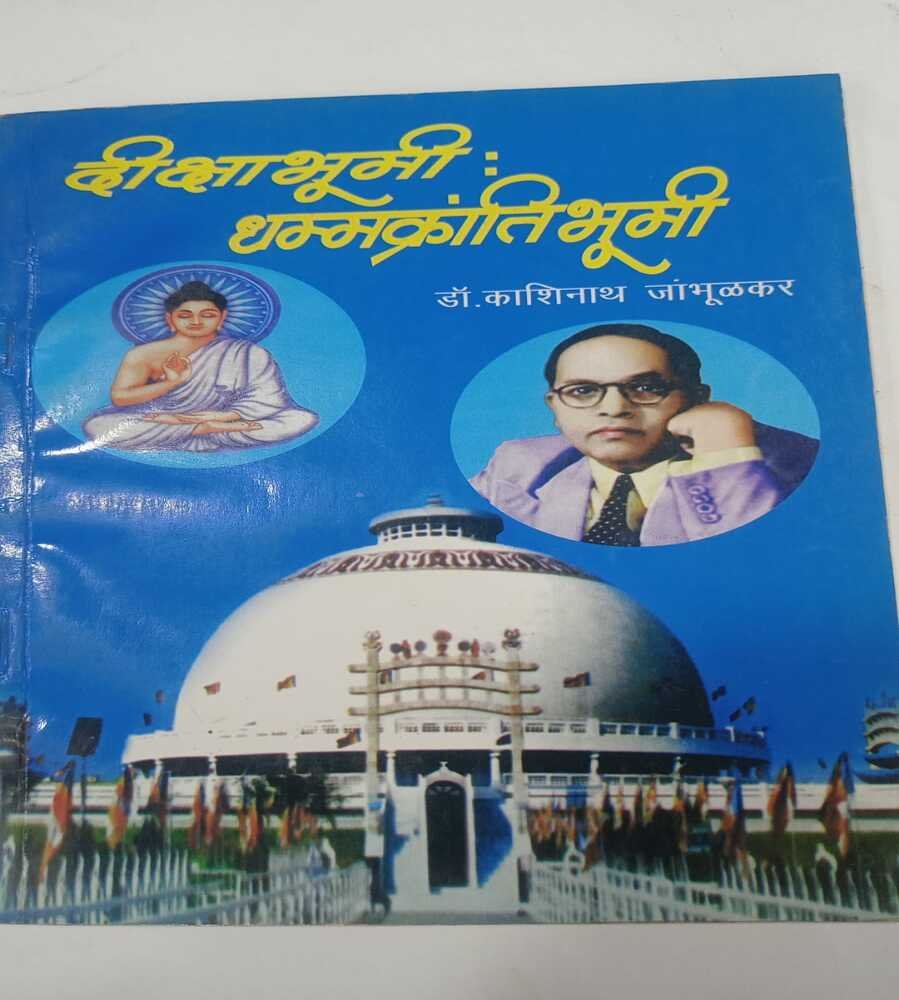 दीक्षाभूमी :
धम्मक्रांतिभूमी
डॉ.काशिनाथ जांभूळकर